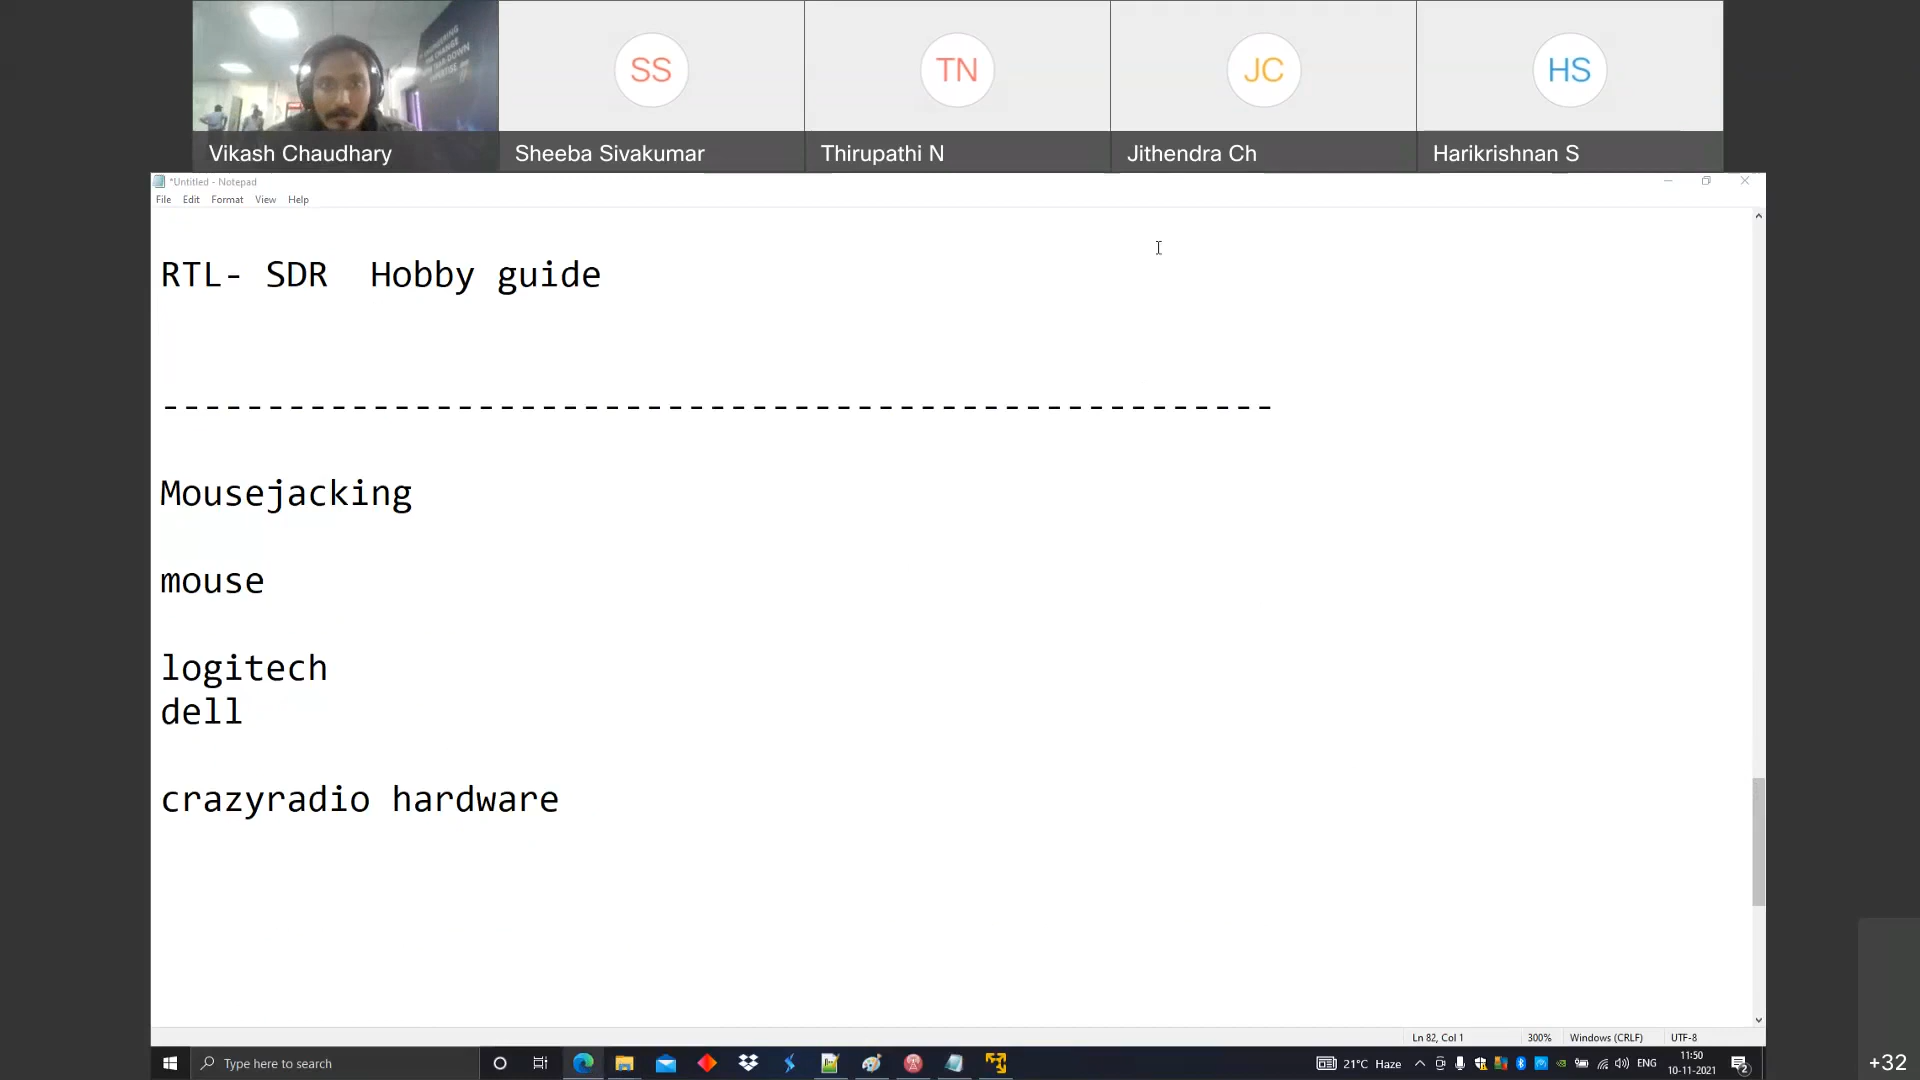 SS
TN
JC
HS
Vikash Chaudhary
Sheeba Sivakumar
Thirupathi N
Jithendra Ch
Harikrishnan S
*Untitled - Notepad
File Edit Format View Help
RTL- SDR  Hobby guide
-----------------------------------------------------
Mousejacking
mouse
logitech
dell
crazyradio hardware
Ln 82, Col 1
300%
Windows (CRLF)
UTF-8
Type here to search
21°C Haze
ENG
11:50
10-11-2021
2
+32